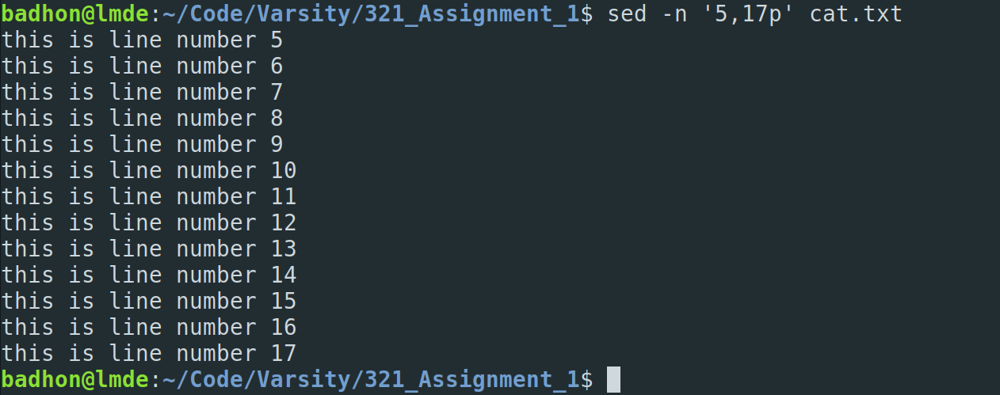 badhon@lmde:~/Code/Varsity/321_Assignment_1$ sed -n '5,17p' cat.txt
this is line number 5
this is line number 6
this is line number 7
this is line number 8
this is line number 9
this is line number 10
this is line number 11
this is line number 12
this is line number 13
this is line number 14
this is line number 15
this is line number 16
this is line number 17
badhon@lmde:~/Code/Varsity/321_Assignment_1$